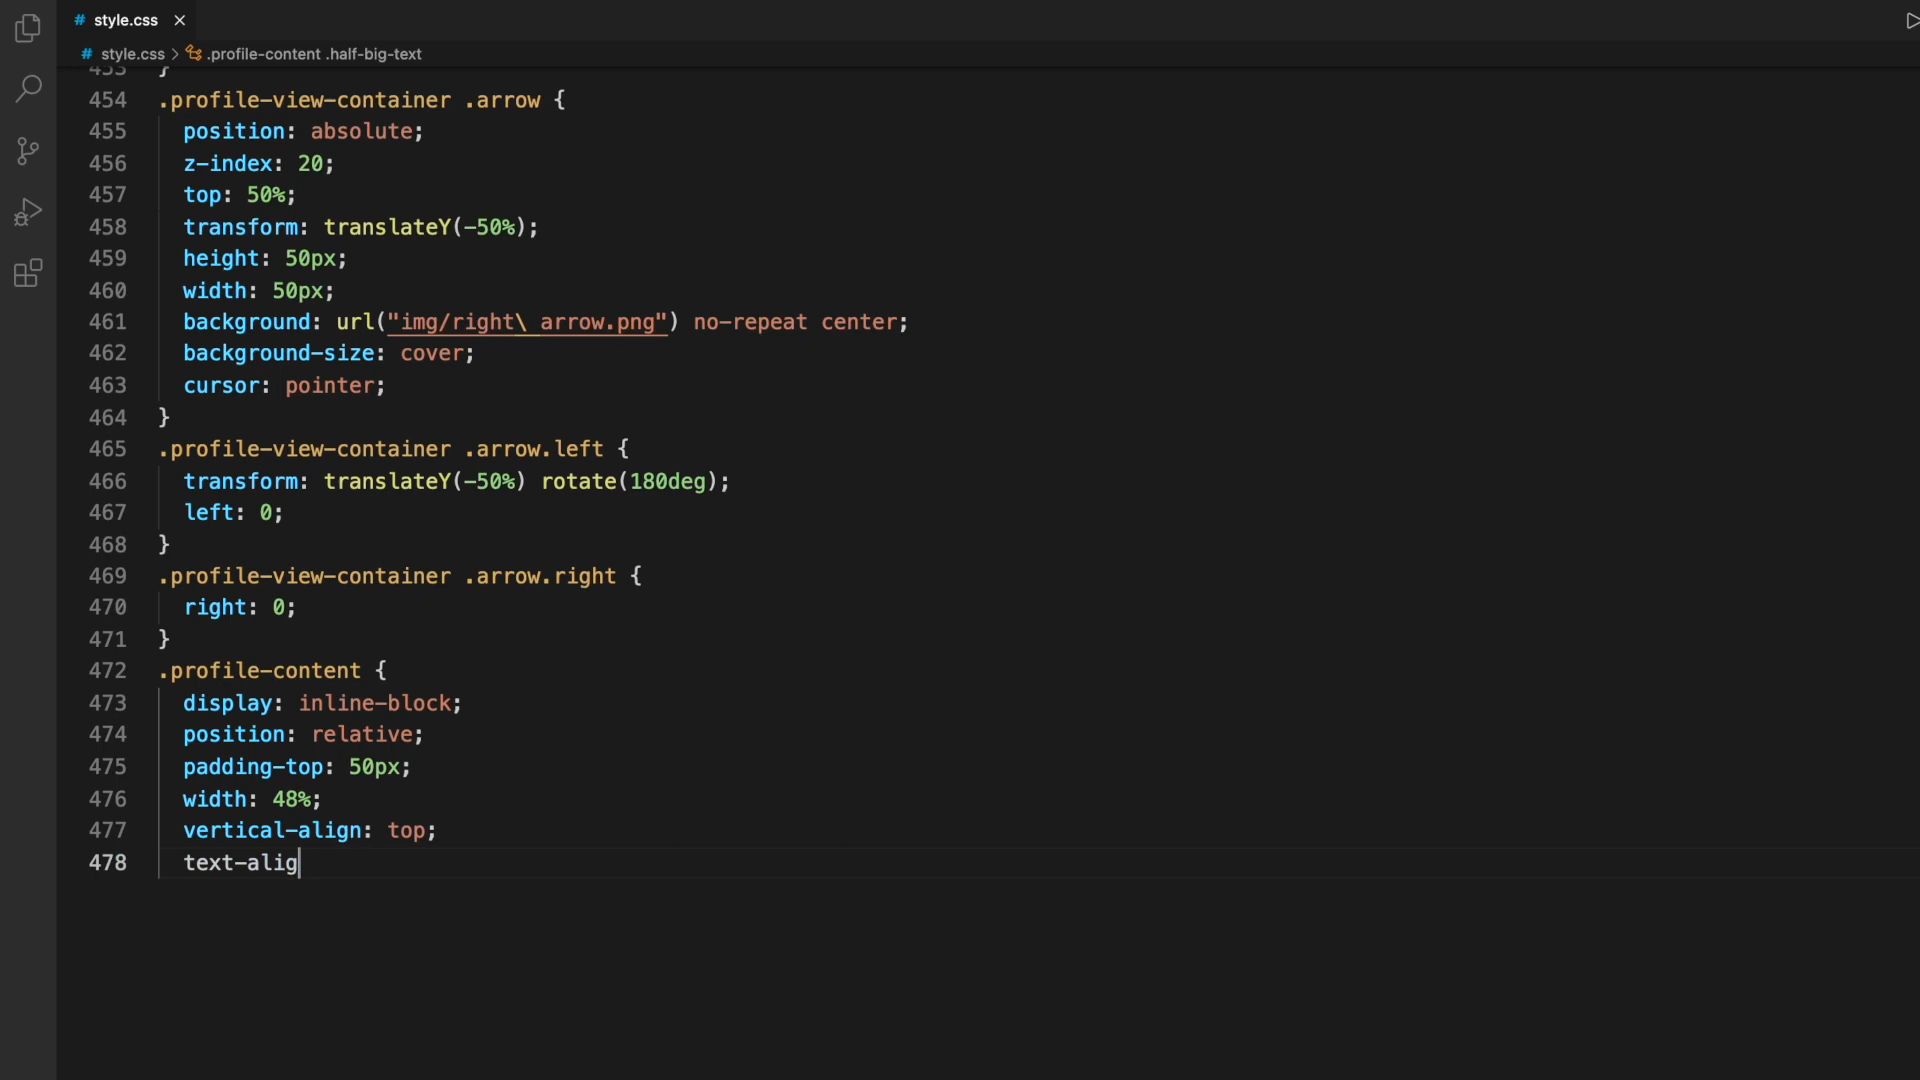 # style.css ×
# style.css > .profile-content .half-big-text
453 }
454 .profile-view-container .arrow {
455 position: absolute;
456 z-index: 20;
457 top: 50%;
458 transform: translateY(-50%);
459 height: 50px;
460 width: 50px;
461 background: url("img/right\ arrow.png") no-repeat center;
462 background-size: cover;
463 cursor: pointer;
464 }
465 .profile-view-container .arrow.left {
466 transform: translateY(-50%) rotate(180deg);
467 left: 0;
468 }
469 .profile-view-container .arrow.right {
470 right: 0;
471 }
472 .profile-content {
473 display: inline-block;
474 position: relative;
475 padding-top: 50px;
476 width: 48%;
477 vertical-align: top;
478 text-alig